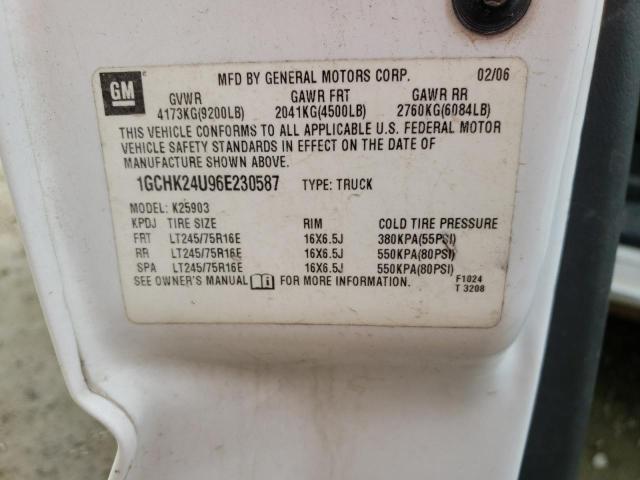 GM
MFD BY GENERAL MOTORS CORP. 02/06
GVWR GAWR FRT GAWR RR
4173KG(9200LB) 2041KG(4500LB) 2760KG(6084LB)
THIS VEHICLE CONFORMS TO ALL APPLICABLE U.S. FEDERAL MOTOR
VEHICLE SAFETY STANDARDS IN EFFECT ON THE DATE OF
MANUFACTURE SHOWN ABOVE.
1GCHK24U96E230587 TYPE: TRUCK
MODEL: K25903
KPDJ TIRE SIZE RIM COLD TIRE PRESSURE
FRT LT245/75R16E 16X6.5J 380KPA(55PSI)
RR LT245/75R16E 16X6.5J 550KPA(80PSI)
SPA LT245/75R16E 16X6.5J 550KPA(80PSI)
SEE OWNER'S MANUAL i FOR MORE INFORMATION. F1024
T 3208